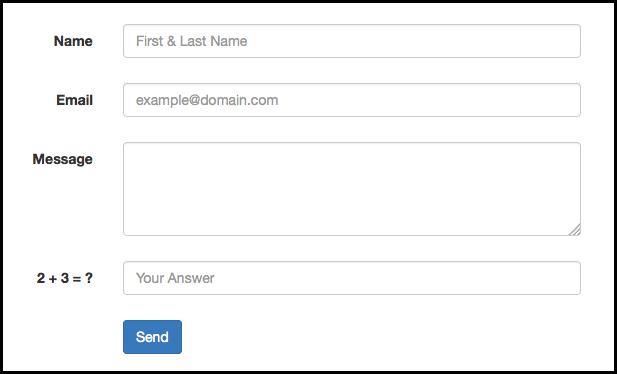 Name First & Last Name
Email example@domain.com
Message
2 + 3 = ? Your Answer
Send